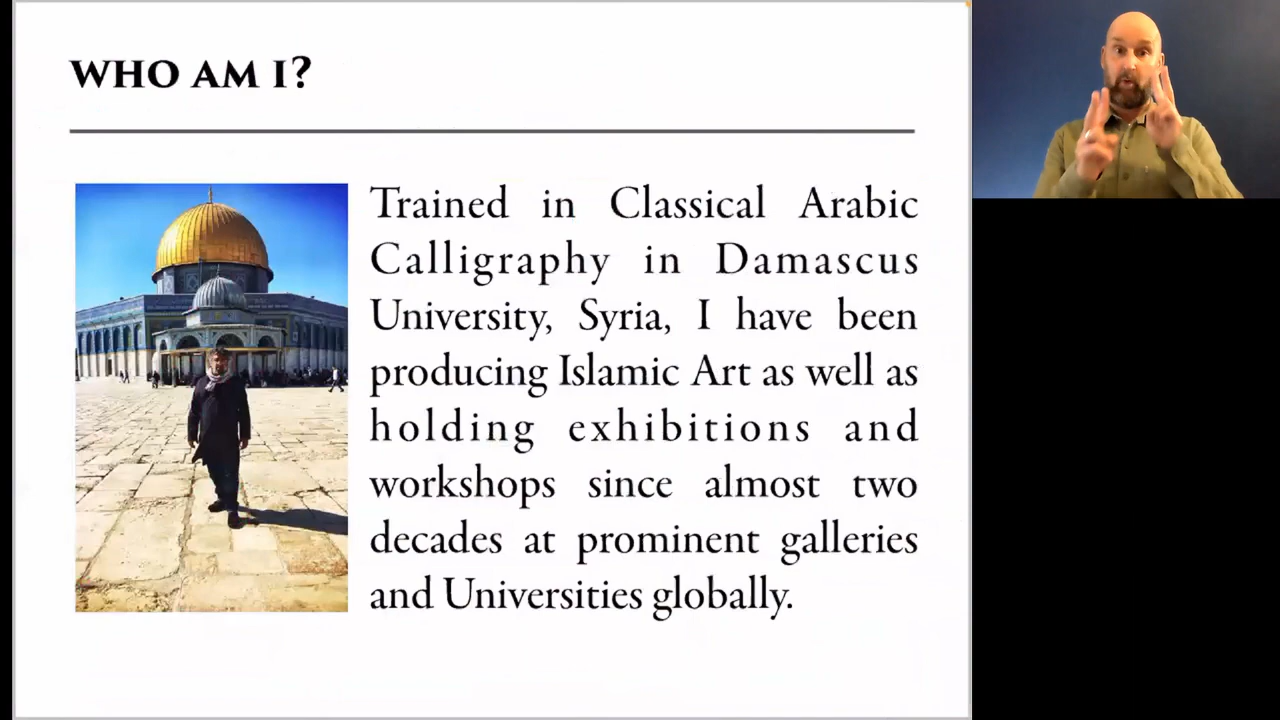 WHO AM I?
Trained in Classical Arabic
Calligraphy in Damascus
University, Syria, I have been
producing Islamic Art as well as
holding exhibitions and
workshops since almost two
decades at prominent galleries
and Universities globally.